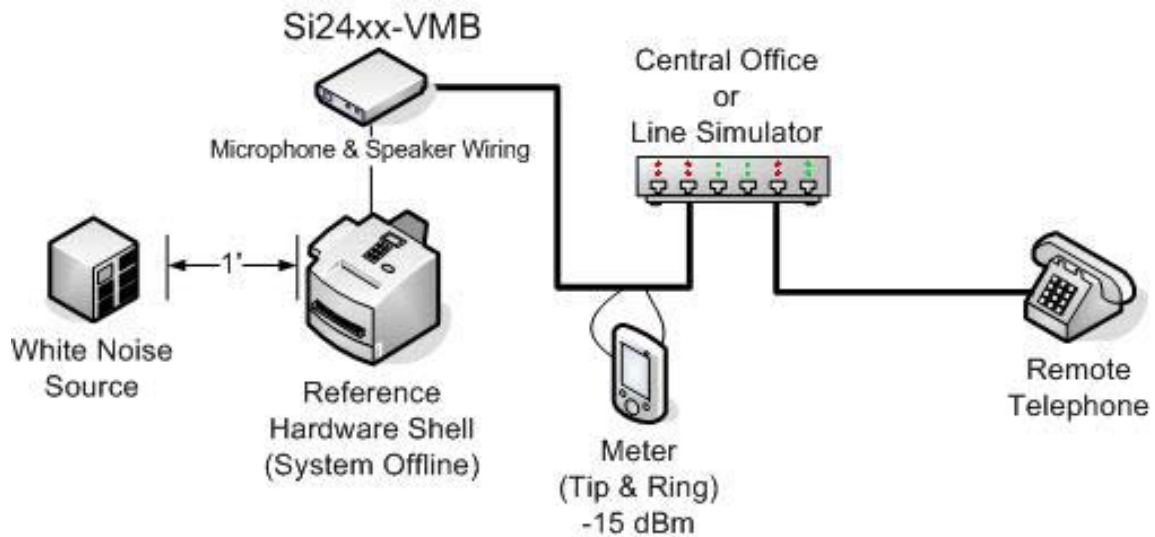 Si24xx-VMB
Central Office
or
Line Simulator
Microphone & Speaker Wiring
1'
White Noise
Source
Reference
Hardware Shell
(System Offline)
Meter
(Tip & Ring)
-15 dBm
Remote
Telephone